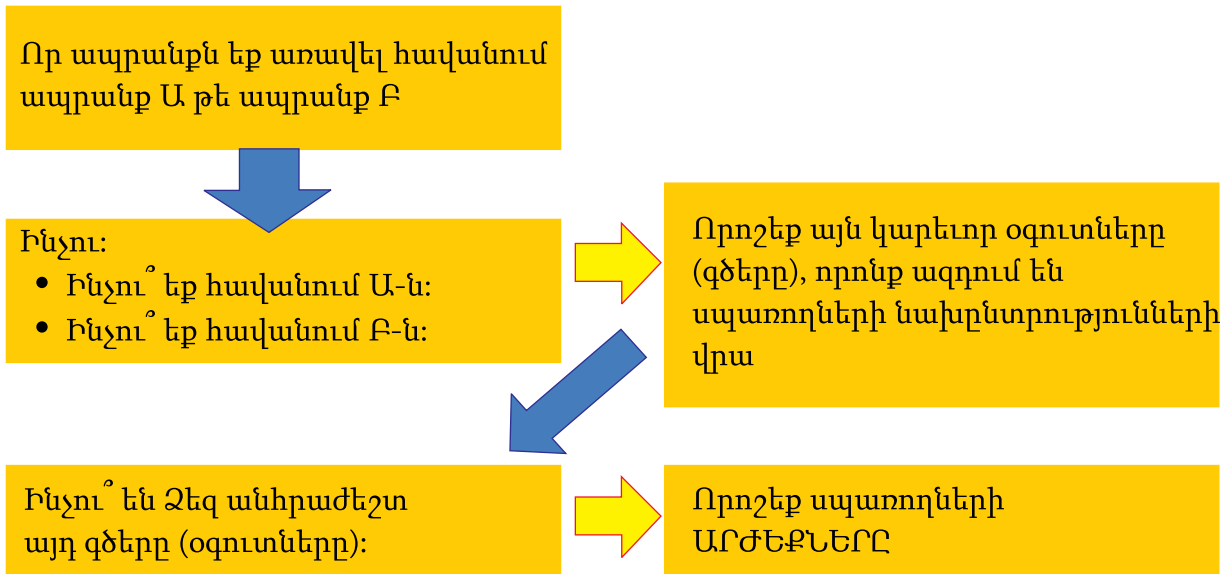 Որ ապրանքն եք առավել հավանում
ապրանք Ա թե ապրանք Բ
Ինչու:
• Ինչու՞ եք հավանում Ա-ն:
• Ինչու՞ եք հավանում Բ-ն:
Որոշեք այն կարեւոր օգուտները
(գծերը), որոնք ազդում են
սպառողների նախընտրությունների
վրա
Ինչու՞ են Ձեզ անհրաժեշտ
այդ գծերը (օգուտները):
Որոշեք սպառողների
ԱՐԺԵՔՆԵՐԸ